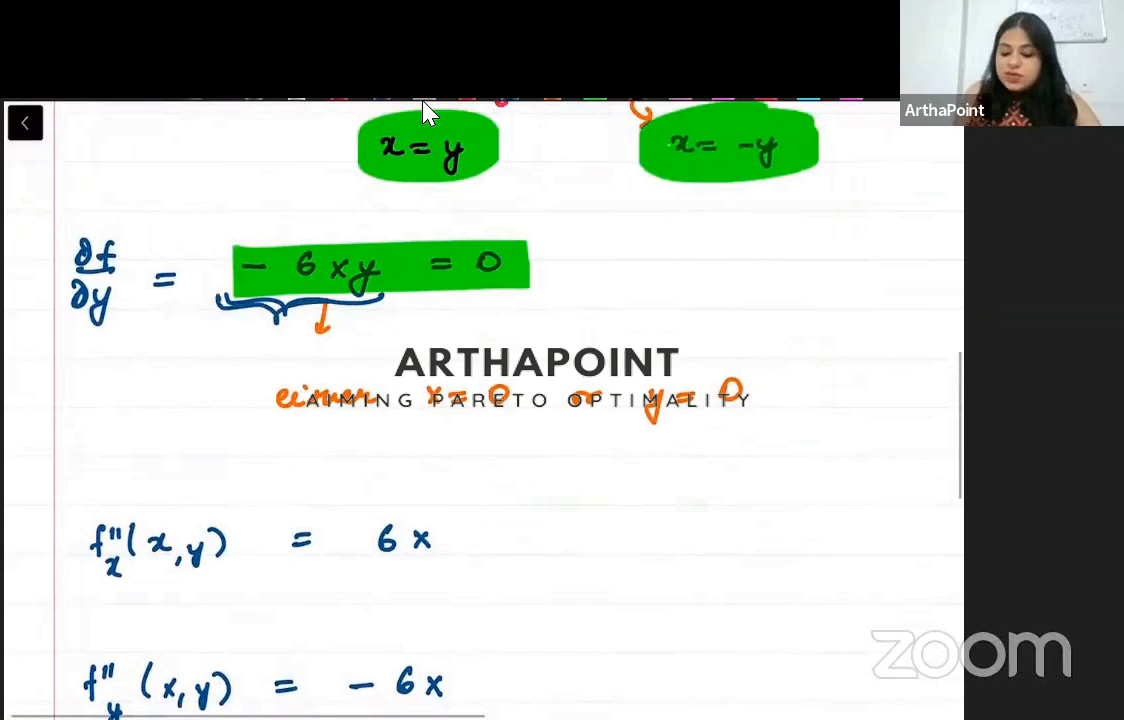 ArthaPoint
x = y x = -y
∂f/∂y = - 6xy = 0
ARTHAPOINT
either x = 0 or y = 0
AIMING PARETO OPTIMALITY
f''x (x,y) = 6x
f''y (x,y) = - 6x
zoom